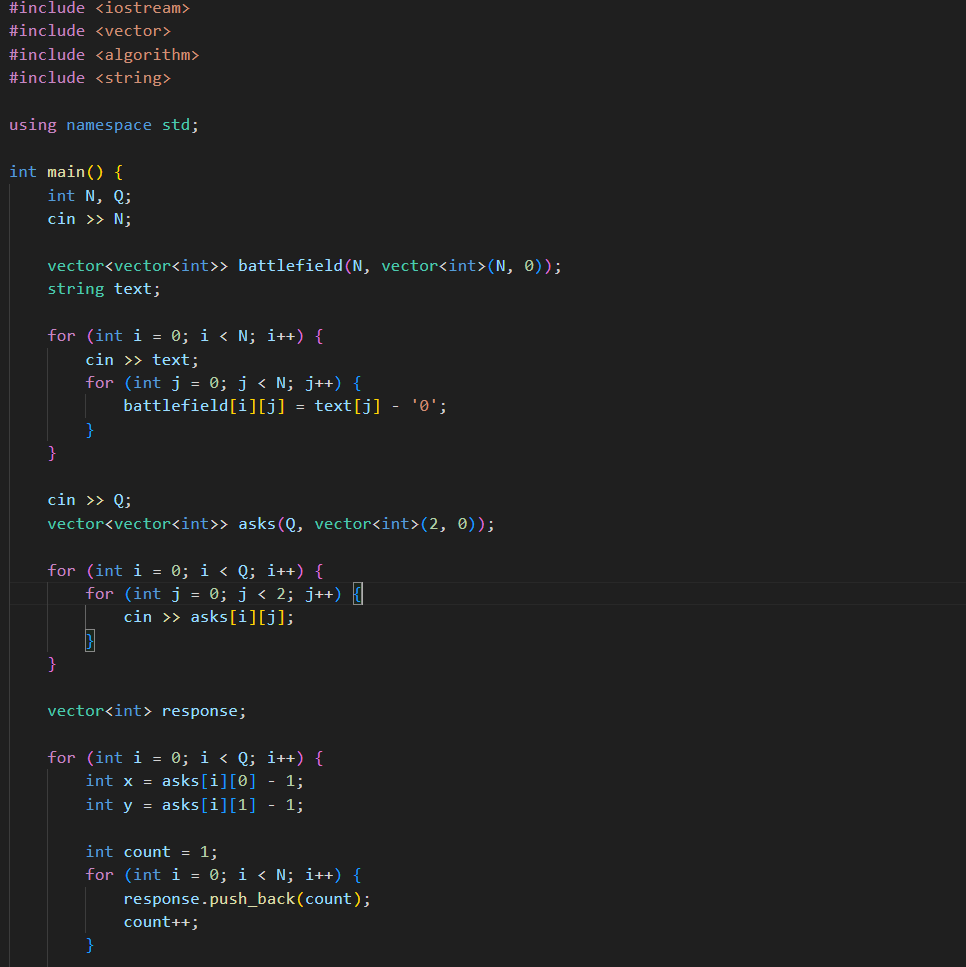 #include <iostream>
#include <vector>
#include <algorithm>
#include <string>
using namespace std;
int main() {
int N, Q;
cin >> N;
vector<vector<int>> battlefield(N, vector<int>(N, 0));
string text;
for (int i = 0; i < N; i++) {
cin >> text;
for (int j = 0; j < N; j++) {
battlefield[i][j] = text[j] - '0';
}
}
cin >> Q;
vector<vector<int>> asks(Q, vector<int>(2, 0));
for (int i = 0; i < Q; i++) {
for (int j = 0; j < 2; j++) {
cin >> asks[i][j];
}
}
vector<int> response;
for (int i = 0; i < Q; i++) {
int x = asks[i][0] - 1;
int y = asks[i][1] - 1;
int count = 1;
for (int i = 0; i < N; i++) {
response.push_back(count);
count++;
}